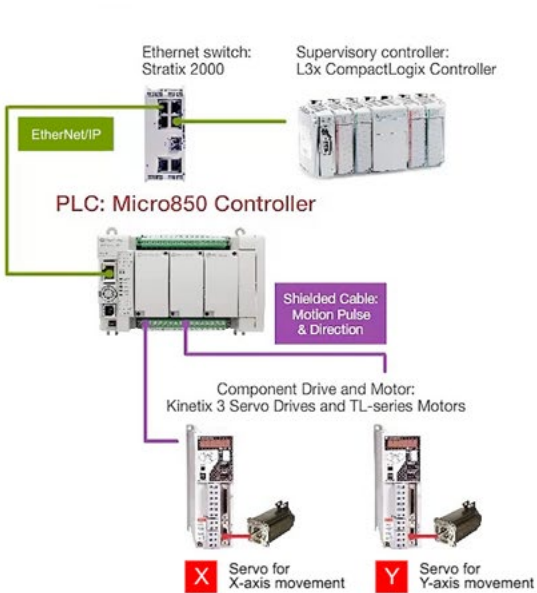 Ethernet switch:
Stratix 2000
Supervisory controller:
L3x CompactLogix Controller
EtherNet/IP
PLC: Micro850 Controller
Shielded Cable:
Motion Pulse
& Direction
Component Drive and Motor:
Kinetix 3 Servo Drives and TL-series Motors
X
Servo for
X-axis movement
Y
Servo for
Y-axis movement